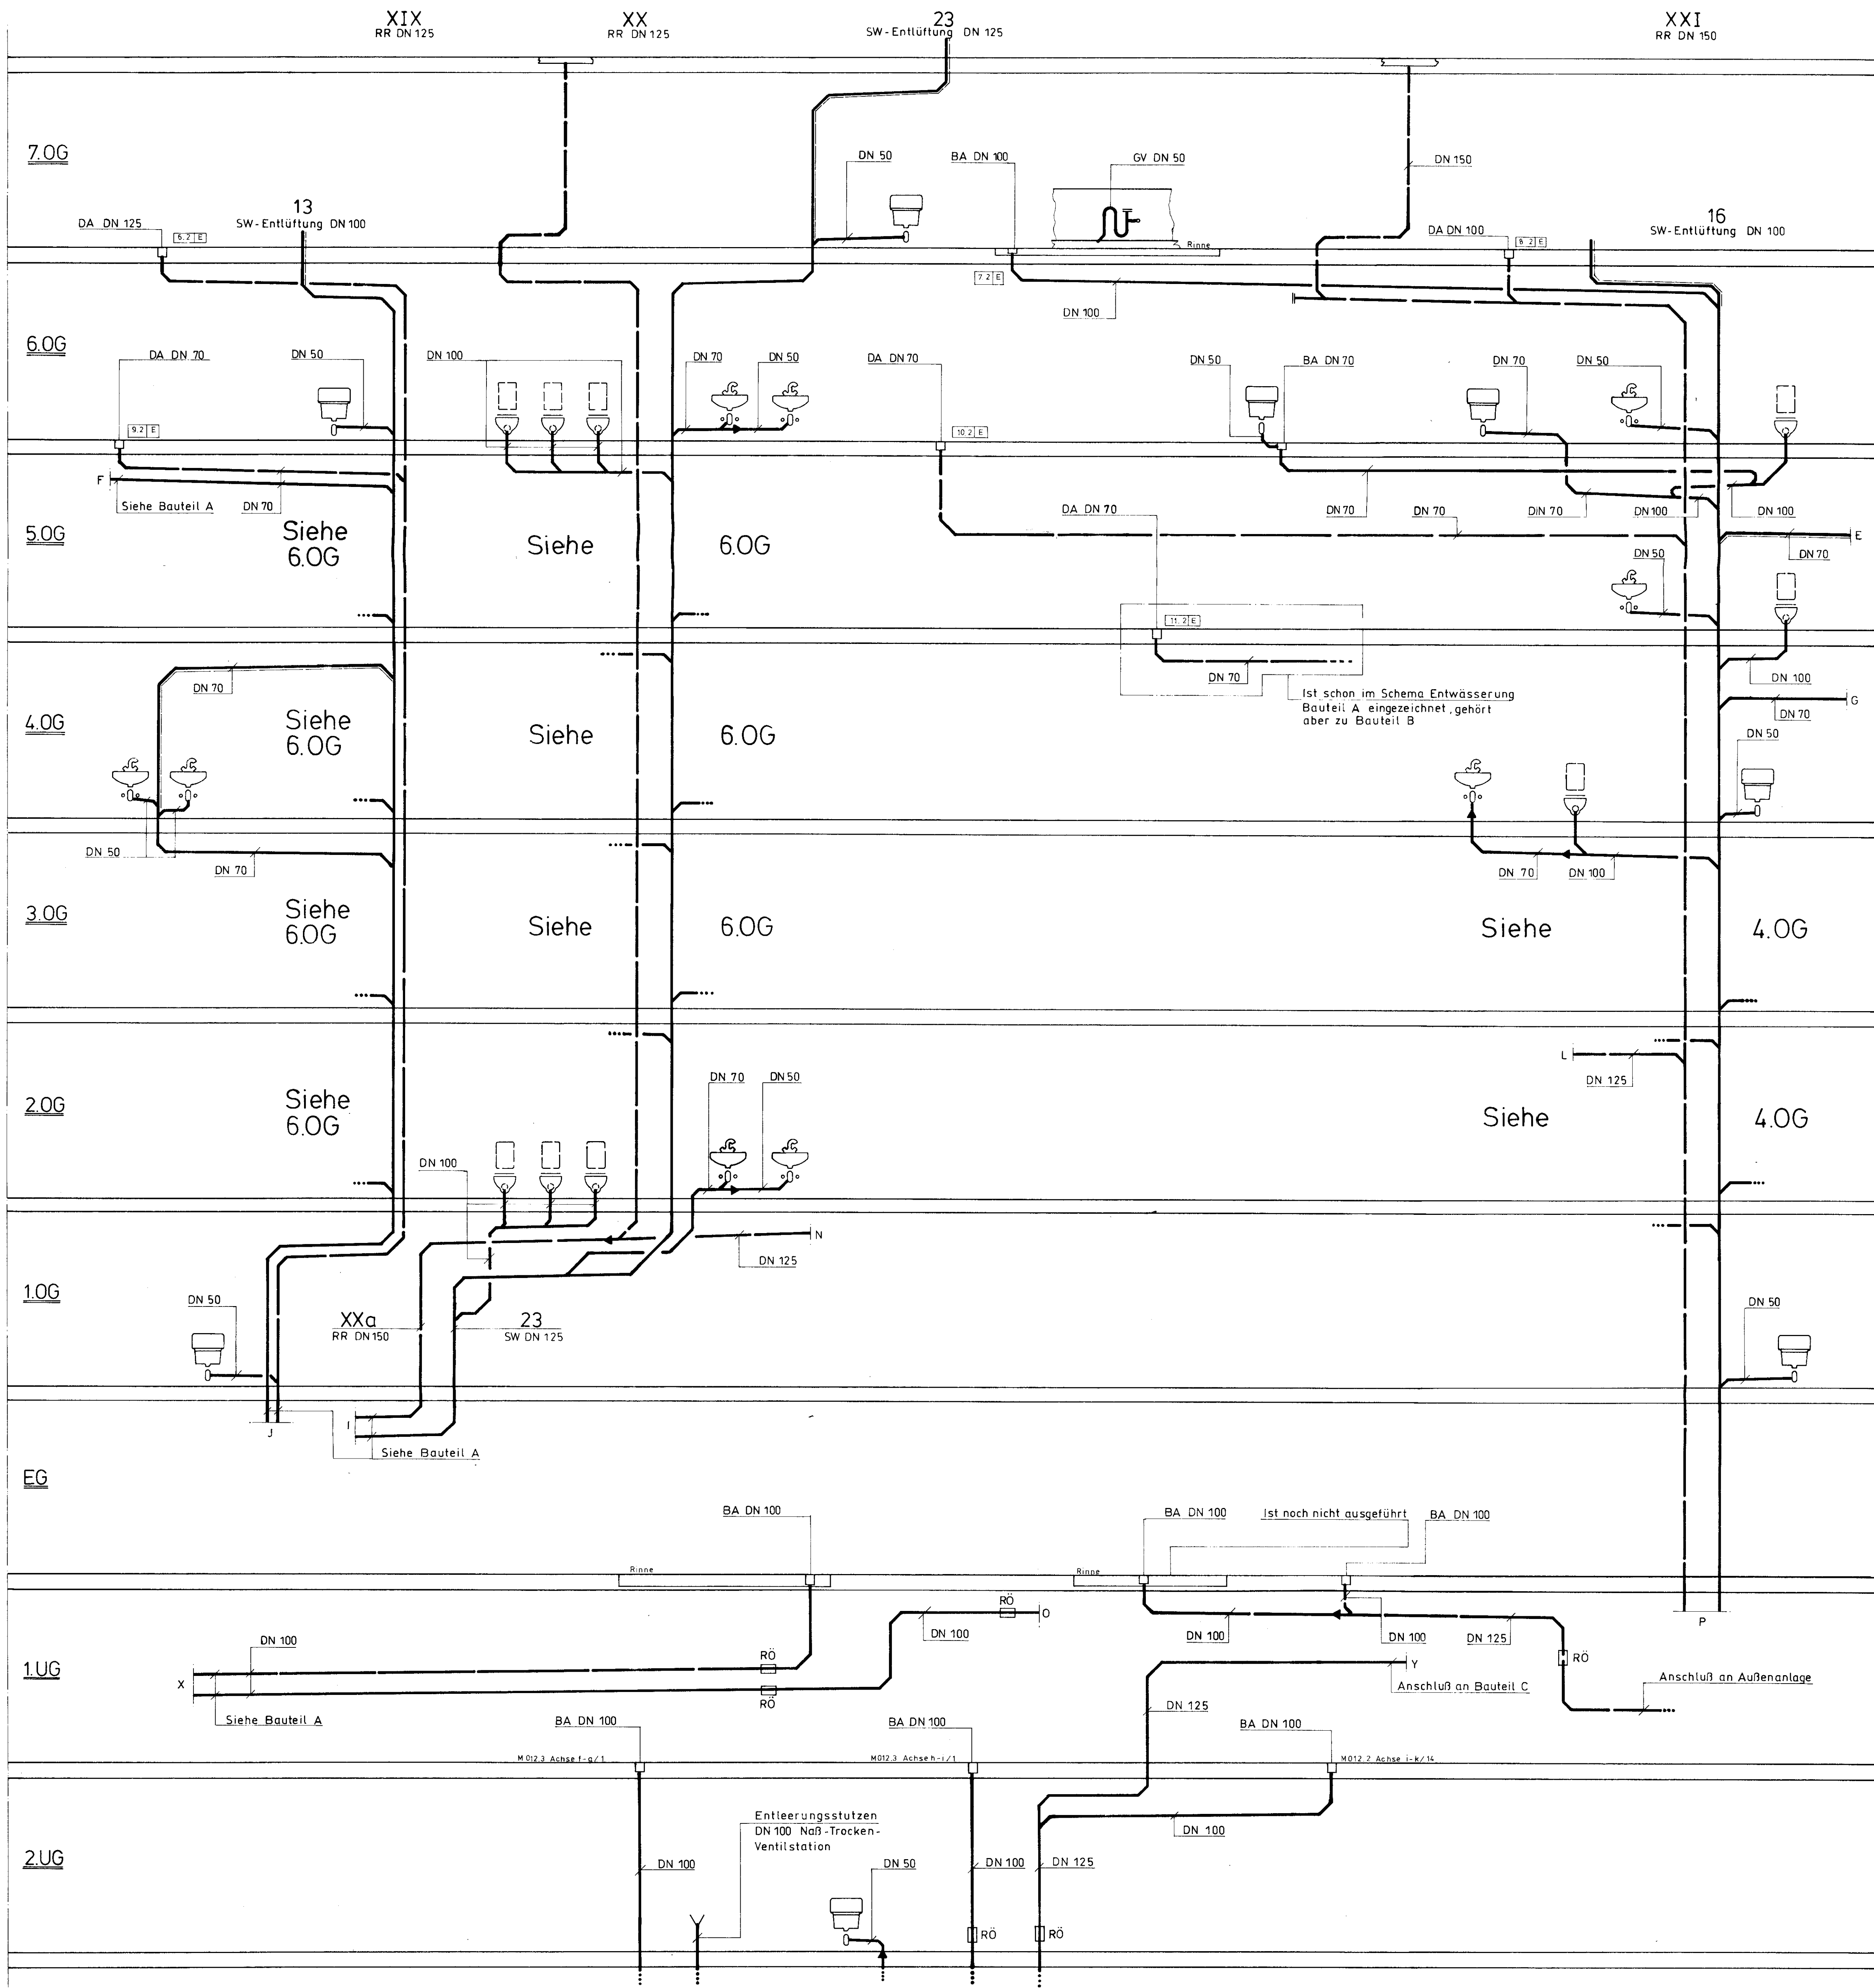 XIX
RR DN 125
XX
RR DN 125
23
SW-Entlüftung DN 125
XXI
RR DN 150
7.OG
DN 50
BA DN 100
GV DN 50
DN 150
DA DN 125
6.2 E
13
SW-Entlüftung DN 100
Rinne
DA DN 100
8.2 E
16
SW-Entlüftung DN 100
7.2 E
DN 100
6.OG
DA DN 70
DN 50
DN 100
DN 70
DN 50
DA DN 70
DN 50
BA DN 70
DN 70
DN 50
9.2 E
10.2 E
F
Siehe Bauteil A
DN 70
DA DN 70
DN 70
DN 70
DiN 70
DN 100
DN 100
5.OG
Siehe
6.OG
Siehe
6.OG
E
DN 70
DN 50
11.2 E
DN 70
DN 70
DN 100
Ist schon im Schema Entwässerung
Bauteil A eingezeichnet, gehört
aber zu Bauteil B
G
DN 70
4.OG
Siehe
6.OG
Siehe
6.OG
DN 50
DN 50
DN 70
DN 70
DN 100
3.OG
Siehe
6.OG
Siehe
6.OG
Siehe
4.OG
L
DN 125
2.OG
Siehe
6.OG
DN 70
DN 50
Siehe
4.OG
DN 100
N
DN 125
1.OG
DN 50
XXa
RR DN 150
23
SW DN 125
DN 50
J
I
Siehe Bauteil A
EG
BA DN 100
BA DN 100
Ist noch nicht ausgeführt
BA DN 100
Rinne
Rinne
RÖ
O
DN 100
DN 100
DN 100
DN 125
P
1.UG
DN 100
RÖ
X
RÖ
Siehe Bauteil A
Y
Anschluß an Bauteil C
RÖ
Anschluß an Außenanlage
DN 125
BA DN 100
BA DN 100
BA DN 100
M012.3 Achse f-g/1
M012.3 Achse h-i/1
M012.2 Achse i-k/14
Entleerungsstutzen
DN 100 Naß-Trocken-
Ventilstation
DN 100
2.UG
DN 100
DN 50
DN 100
DN 125
RÖ
RÖ